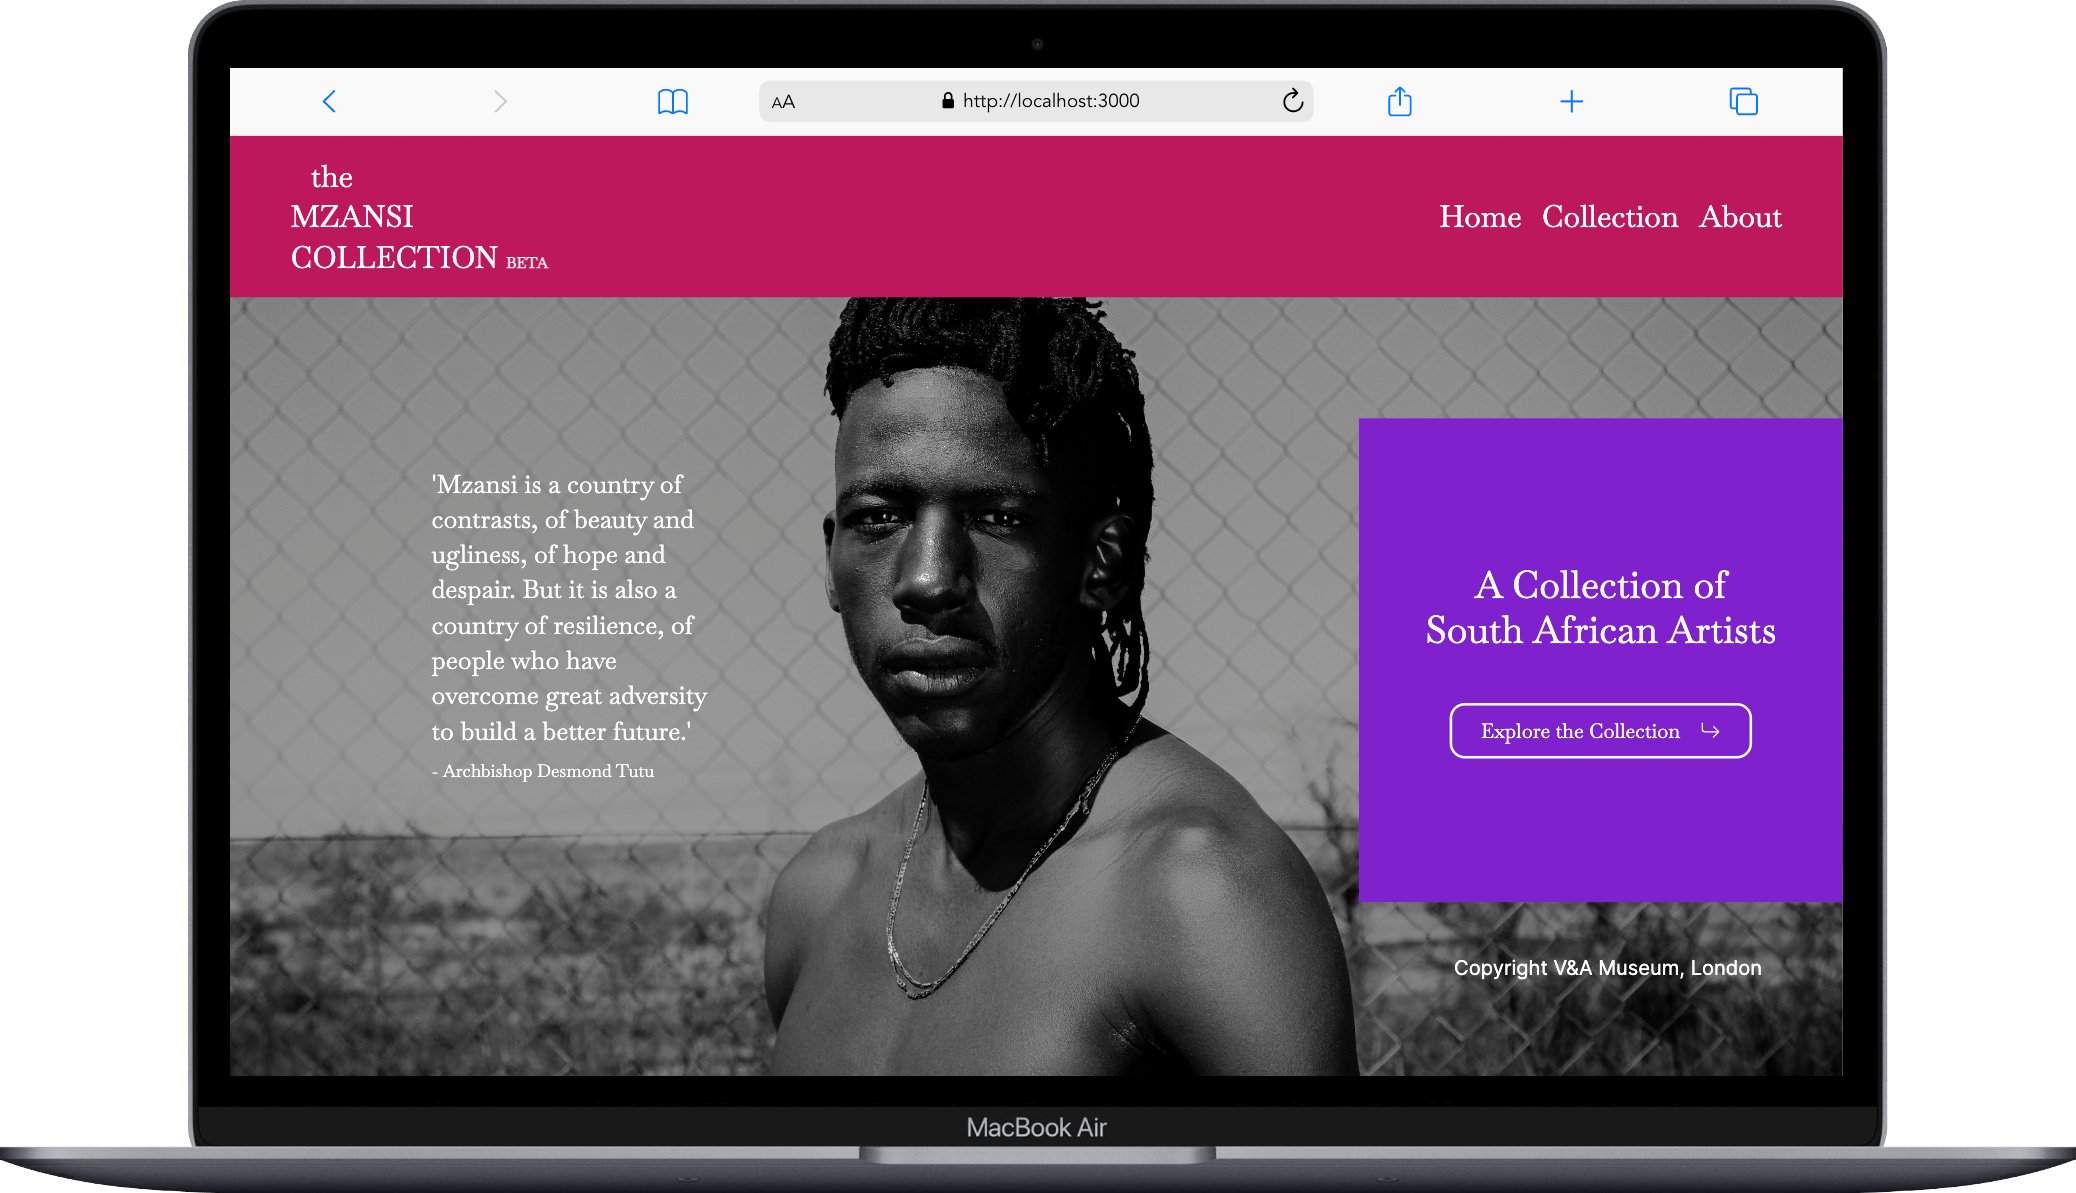 AA
http://localhost:3000
the
MZANSI
COLLECTION BETA
Home Collection About
'Mzansi is a country of
contrasts, of beauty and
ugliness, of hope and
despair. But it is also a
country of resilience, of
people who have
overcome great adversity
to build a better future.'
- Archbishop Desmond Tutu
A Collection of
South African Artists
Explore the Collection
Copyright V&A Museum, London
MacBook Air